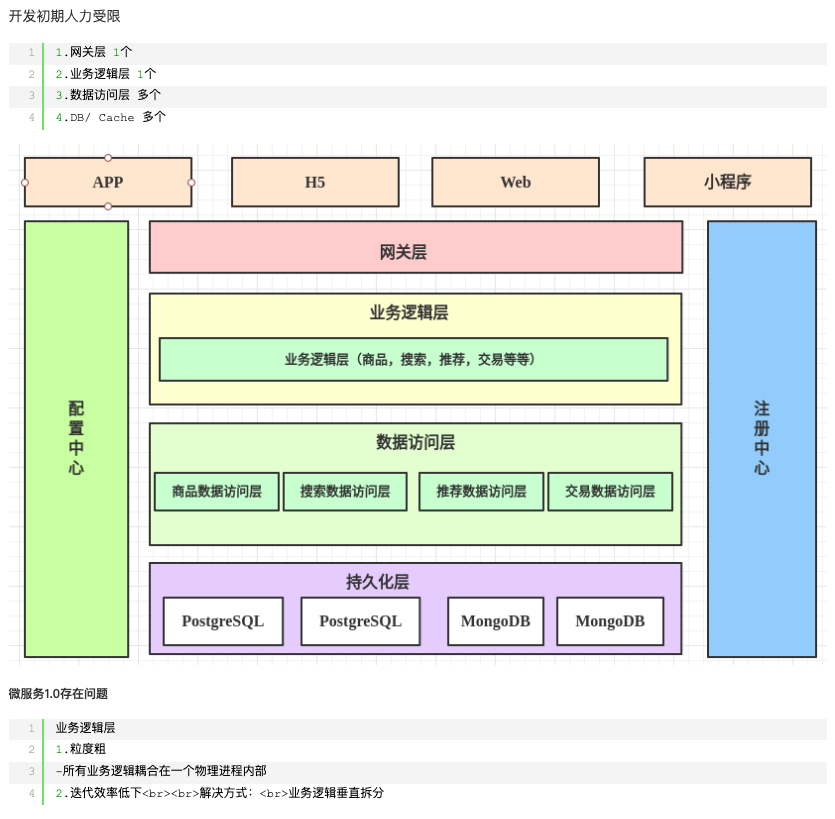 开发初期人力受限
1 1.网关层 1个
2 2.业务逻辑层 1个
3 3.数据访问层 多个
4 4.DB/ Cache 多个
APP H5 Web 小程序
网关层
业务逻辑层
业务逻辑层（商品，搜索，推荐，交易等等）
配置中心
注册中心
数据访问层
商品数据访问层 搜索数据访问层 推荐数据访问层 交易数据访问层
持久化层
PostgreSQL PostgreSQL MongoDB MongoDB
微服务1.0存在问题
1 业务逻辑层
2 1.粒度粗
3 -所有业务逻辑耦合在一个物理进程内部
4 2.迭代效率低下<br><br>解决方式：<br>业务逻辑垂直拆分